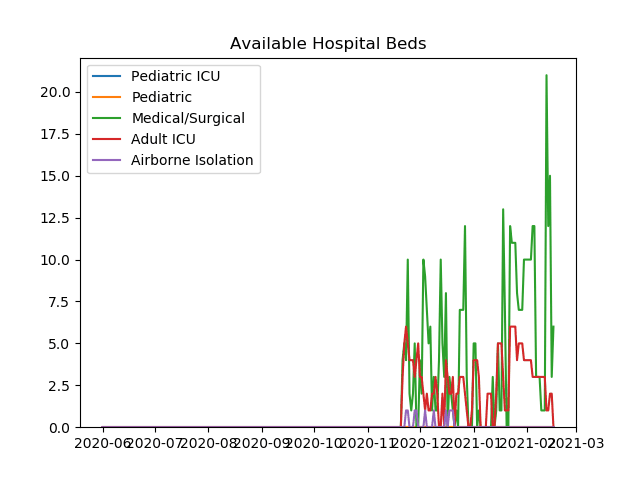 Available Hospital Beds
Pediatric ICU
Pediatric
Medical/Surgical
Adult ICU
Airborne Isolation
20.0
17.5
15.0
12.5
10.0
7.5
5.0
2.5
0.0
2020-06 2020-07 2020-08 2020-09 2020-10 2020-11 2020-12 2021-01 2021-02 2021-03